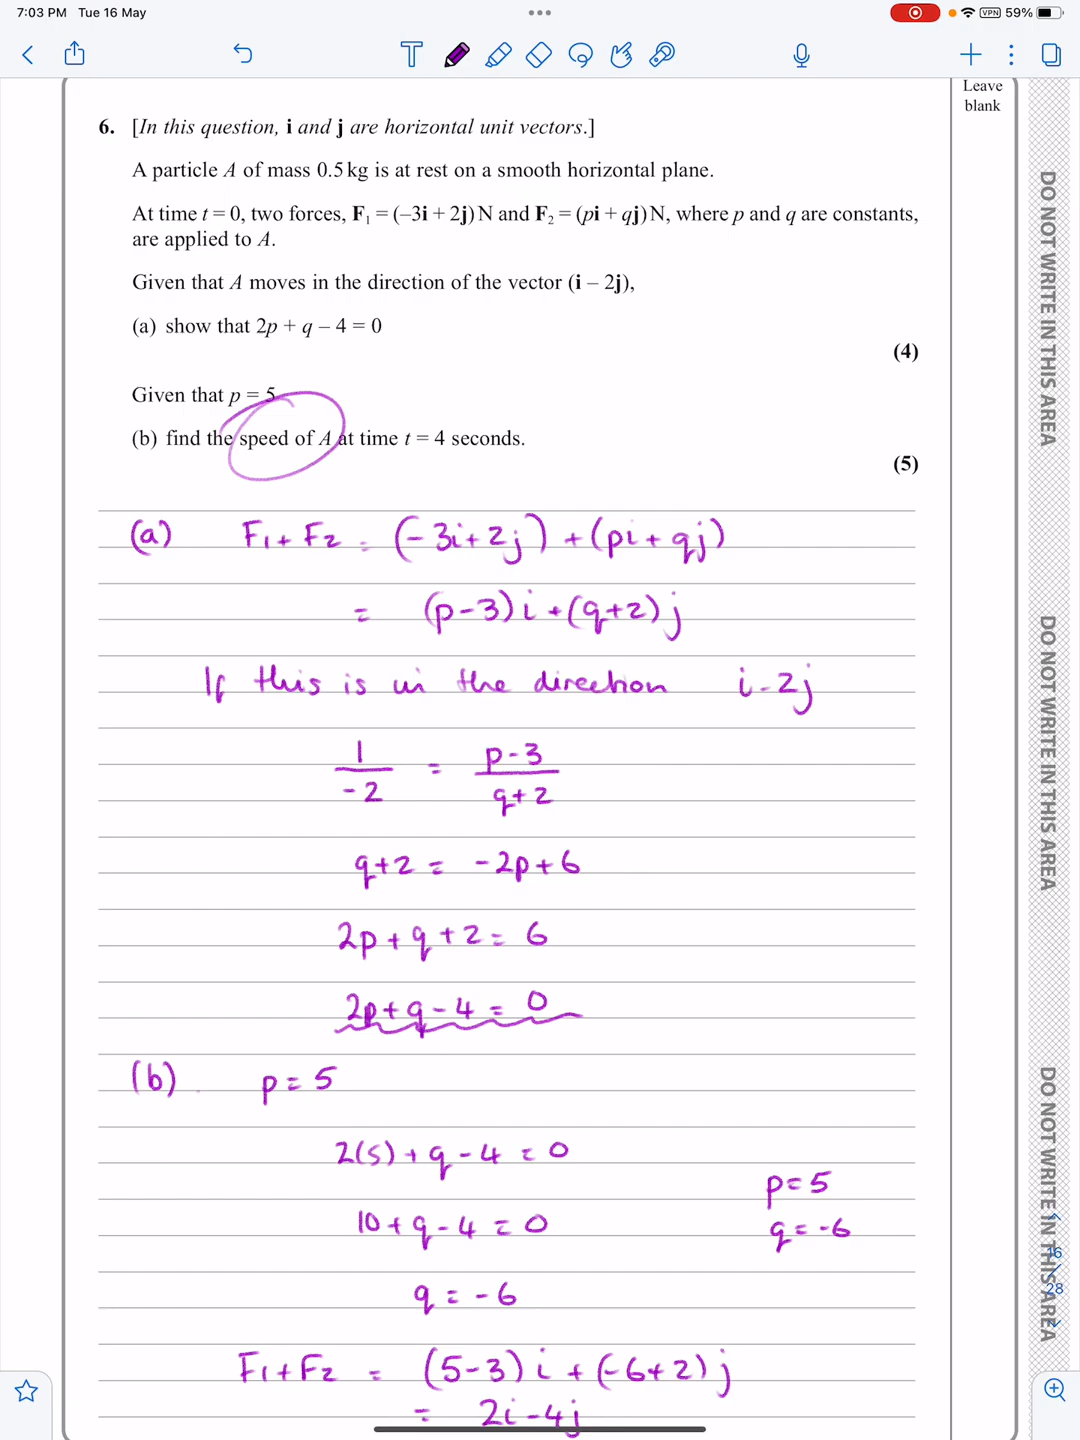 7:03 PM Tue 16 May
VPN 59%
Leave
blank
6. [In this question, i and j are horizontal unit vectors.]
A particle A of mass 0.5 kg is at rest on a smooth horizontal plane.
At time t = 0, two forces, F₁ = (–3i + 2j) N and F₂ = (pi + qj) N, where p and q are constants,
are applied to A.
Given that A moves in the direction of the vector (i – 2j),
(a) show that 2p + q – 4 = 0
(4)
Given that p = 5
(b) find the speed of A at time t = 4 seconds.
(5)
(a) F1 + F2 = (-3i + 2j) + (pi + qj)
= (p-3)i + (q+2)j
If this is in the direction i - 2j
1/-2 = p-3/q+2
q+2 = -2p+6
2p+q+2 = 6
2p+q-4 = 0
(b) p = 5
2(5) + q - 4 = 0
10 + q - 4 = 0
q = -6
p = 5
q = -6
F1 + F2 = (5-3)i + (-6+2)j
= 2i - 4j
DO NOT WRITE IN THIS AREA
DO NOT WRITE IN THIS AREA
DO NOT WRITE IN THIS AREA
16
28